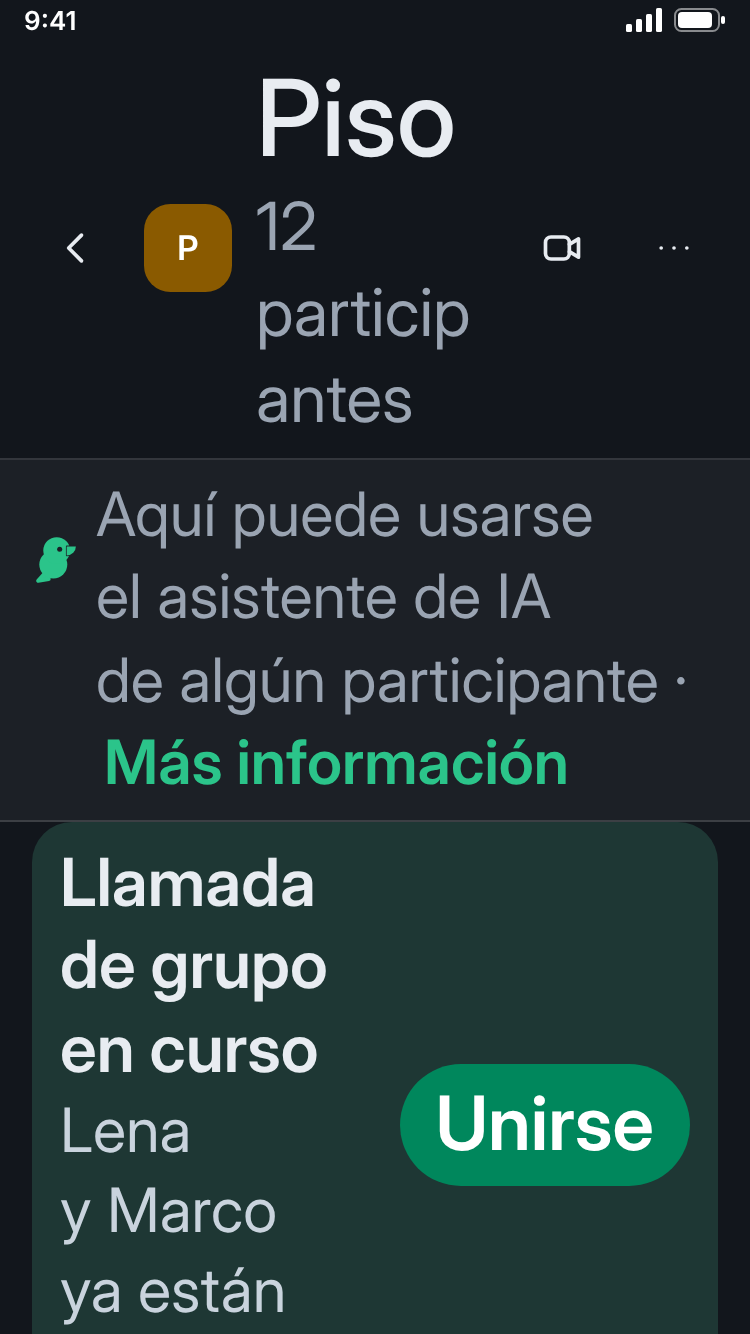 9:41
Piso
P
12
particip
antes
Aquí puede usarse
el asistente de IA
de algún participante ·
Más información
Llamada
de grupo
en curso
Lena
y Marco
ya están
Unirse